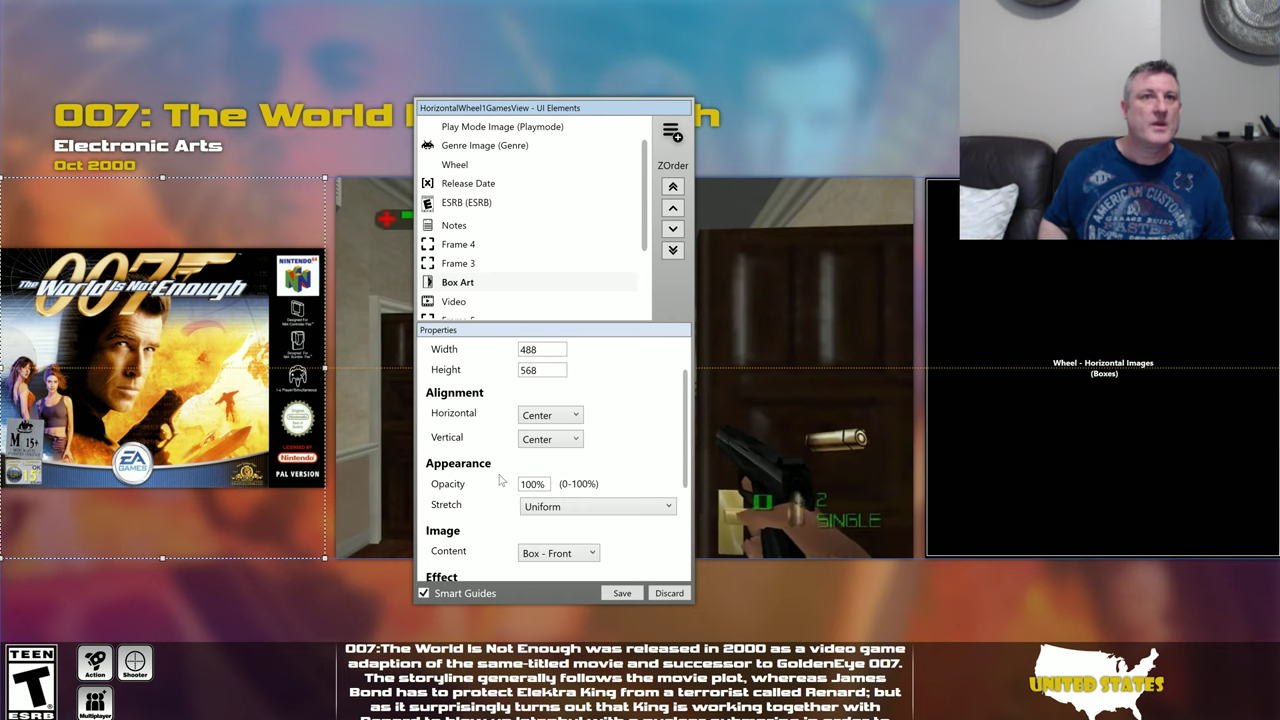 007: The World
h
Electronic Arts
Oct 2000
HorizontalWheel1GamesView - UI Elements
Play Mode Image (Playmode)
Genre Image (Genre)
Wheel
[x] Release Date
ESRB (ESRB)
Notes
Frame 4
Frame 3
Box Art
Video
ZOrder
Properties
Width 488
Height 568
Alignment
Horizontal Center
Vertical Center
Appearance
Opacity 100% (0-100%)
Stretch Uniform
Image
Content Box - Front
Effect
Smart Guides Save Discard
007
The World Is Not Enough
NINTENDO 64
M 15+
EA
GAMES
LICENSED BY
Nintendo
PAL VERSION
2
SINGLE
Wheel - Horizontal Images
(Boxes)
AMERICAN CUSTOMS
TEEN
T
ESRB
Action
Shooter
Multiplayer
007:The World Is Not Enough was released in 2000 as a video game
adaption of the same-titled movie and successor to GoldenEye 007.
The storyline generally follows the movie plot, whereas James
Bond has to protect Elektra King from a terrorist called Renard; but
as it surprisingly turns out that King is working together with
UNITED STATES